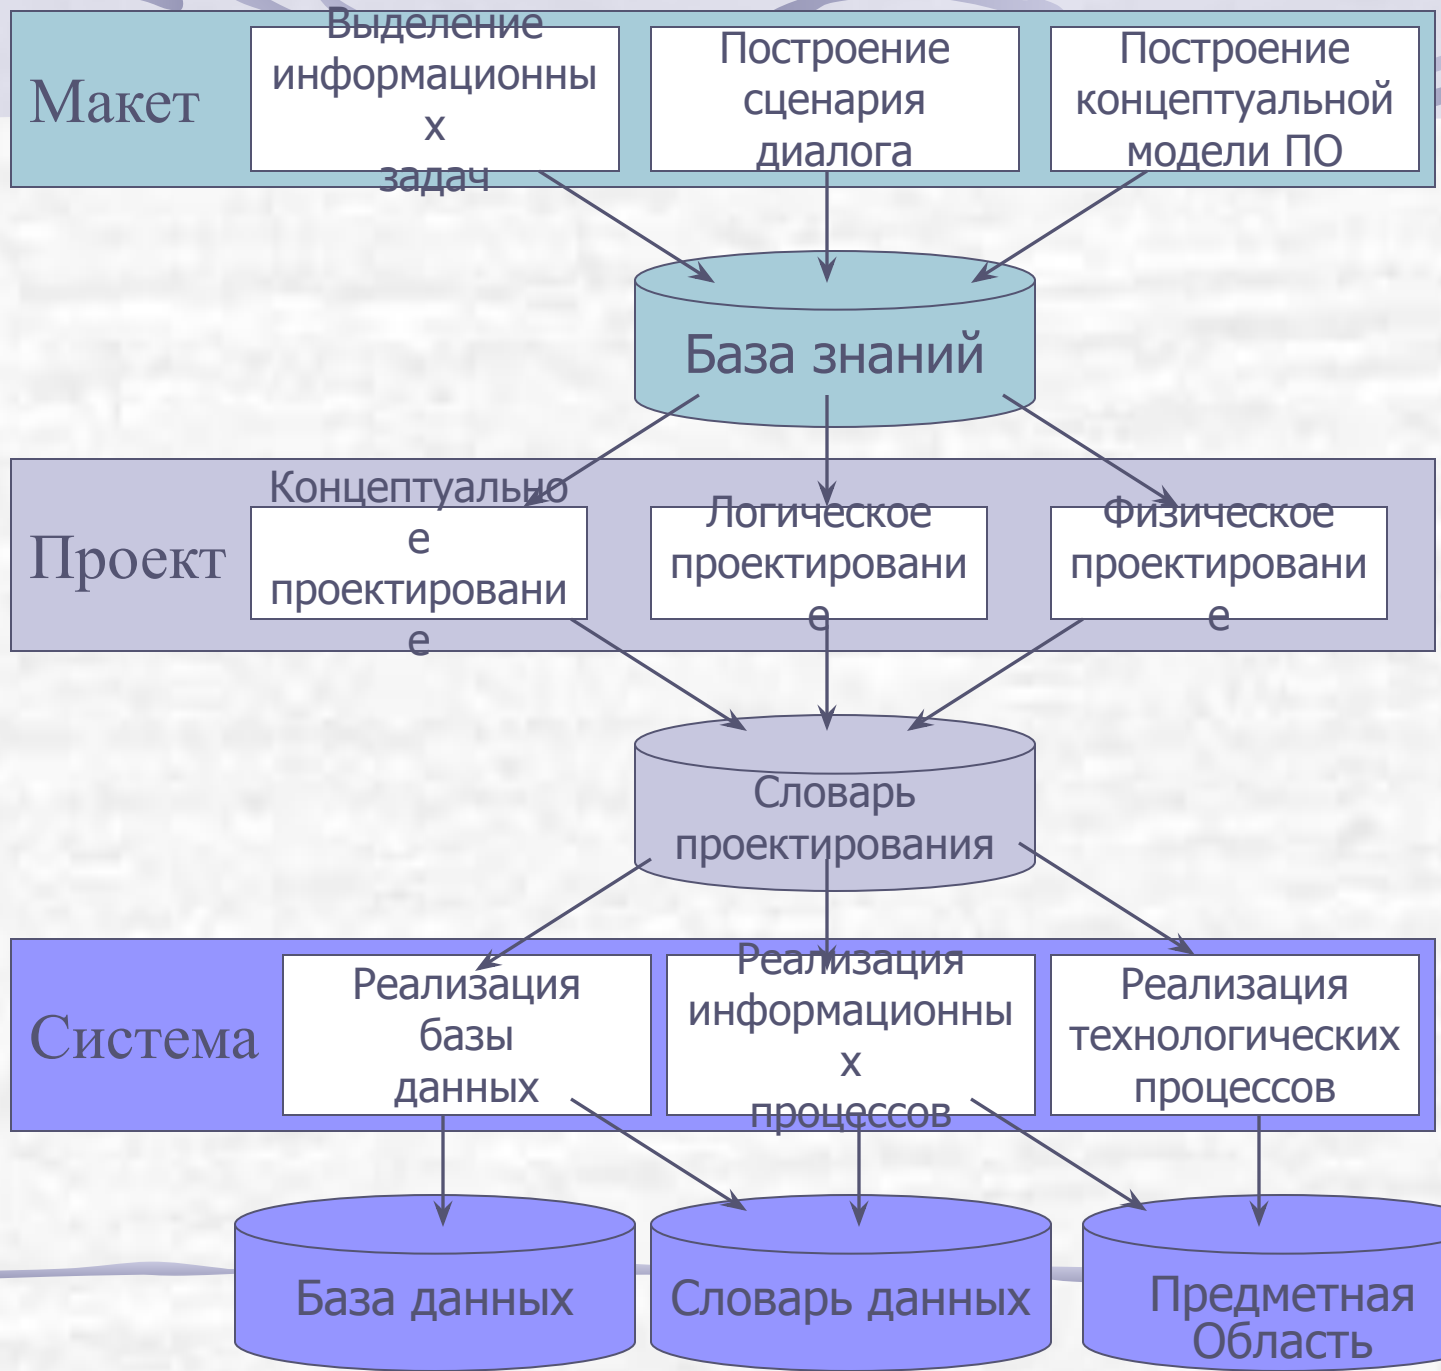 Макет
Выделение
информационны
х
задач
Построение
сценария
диалога
Построение
концептуальной
модели ПО
База знаний
Проект
Концептуально
е
проектировани
е
Логическое
проектировани
е
Физическое
проектировани
е
Словарь
проектирования
Система
Реализация
базы
данных
Реализация
информационны
х
процессов
Реализация
технологических
процессов
База данных
Словарь данных
Предметная
Область